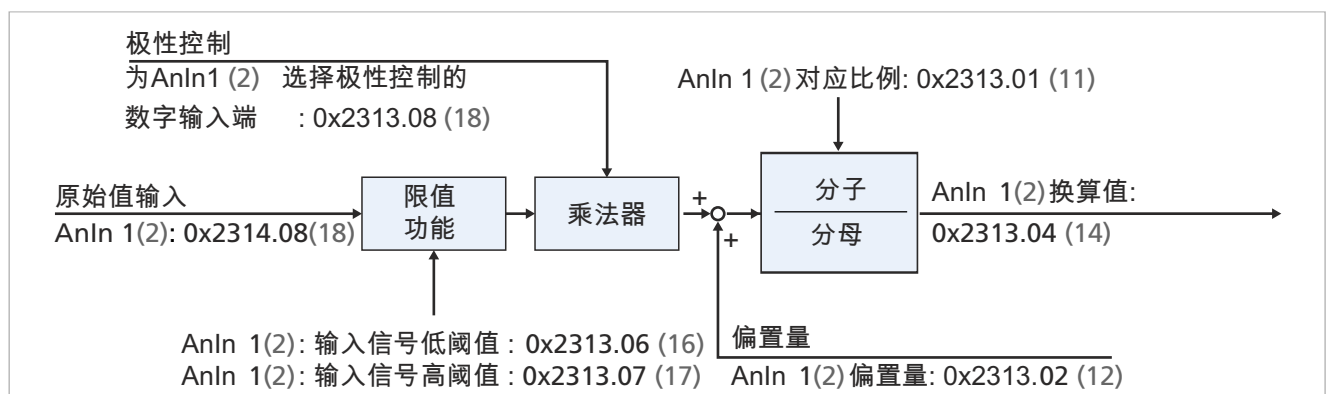 极性控制
为AnIn1 (2) 选择极性控制的
数字输入端 : 0x2313.08 (18)
AnIn 1 (2) 对应比例: 0x2313.01 (11)
原始值输入
AnIn 1(2): 0x2314.08(18)
限值
功能
乘法器
+
+
分子
分母
AnIn 1(2) 换算值:
0x2313.04 (14)
AnIn 1(2) : 输入信号低阈值 : 0x2313.06 (16)
AnIn 1(2) : 输入信号高阈值 : 0x2313.07 (17)
偏置量
AnIn 1(2) 偏置量: 0x2313.02 (12)